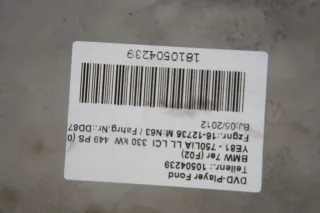 DVD-Player Fond
Teilenr.: 10504239
BMW 7er (F02)
YE81 - 750LiA LL LCI  330 kW  449 PS (0
Fzgnr.:16-12736 M:N63 / Fahrg.Nr.:DD87
BJ:05/2012
1810504239